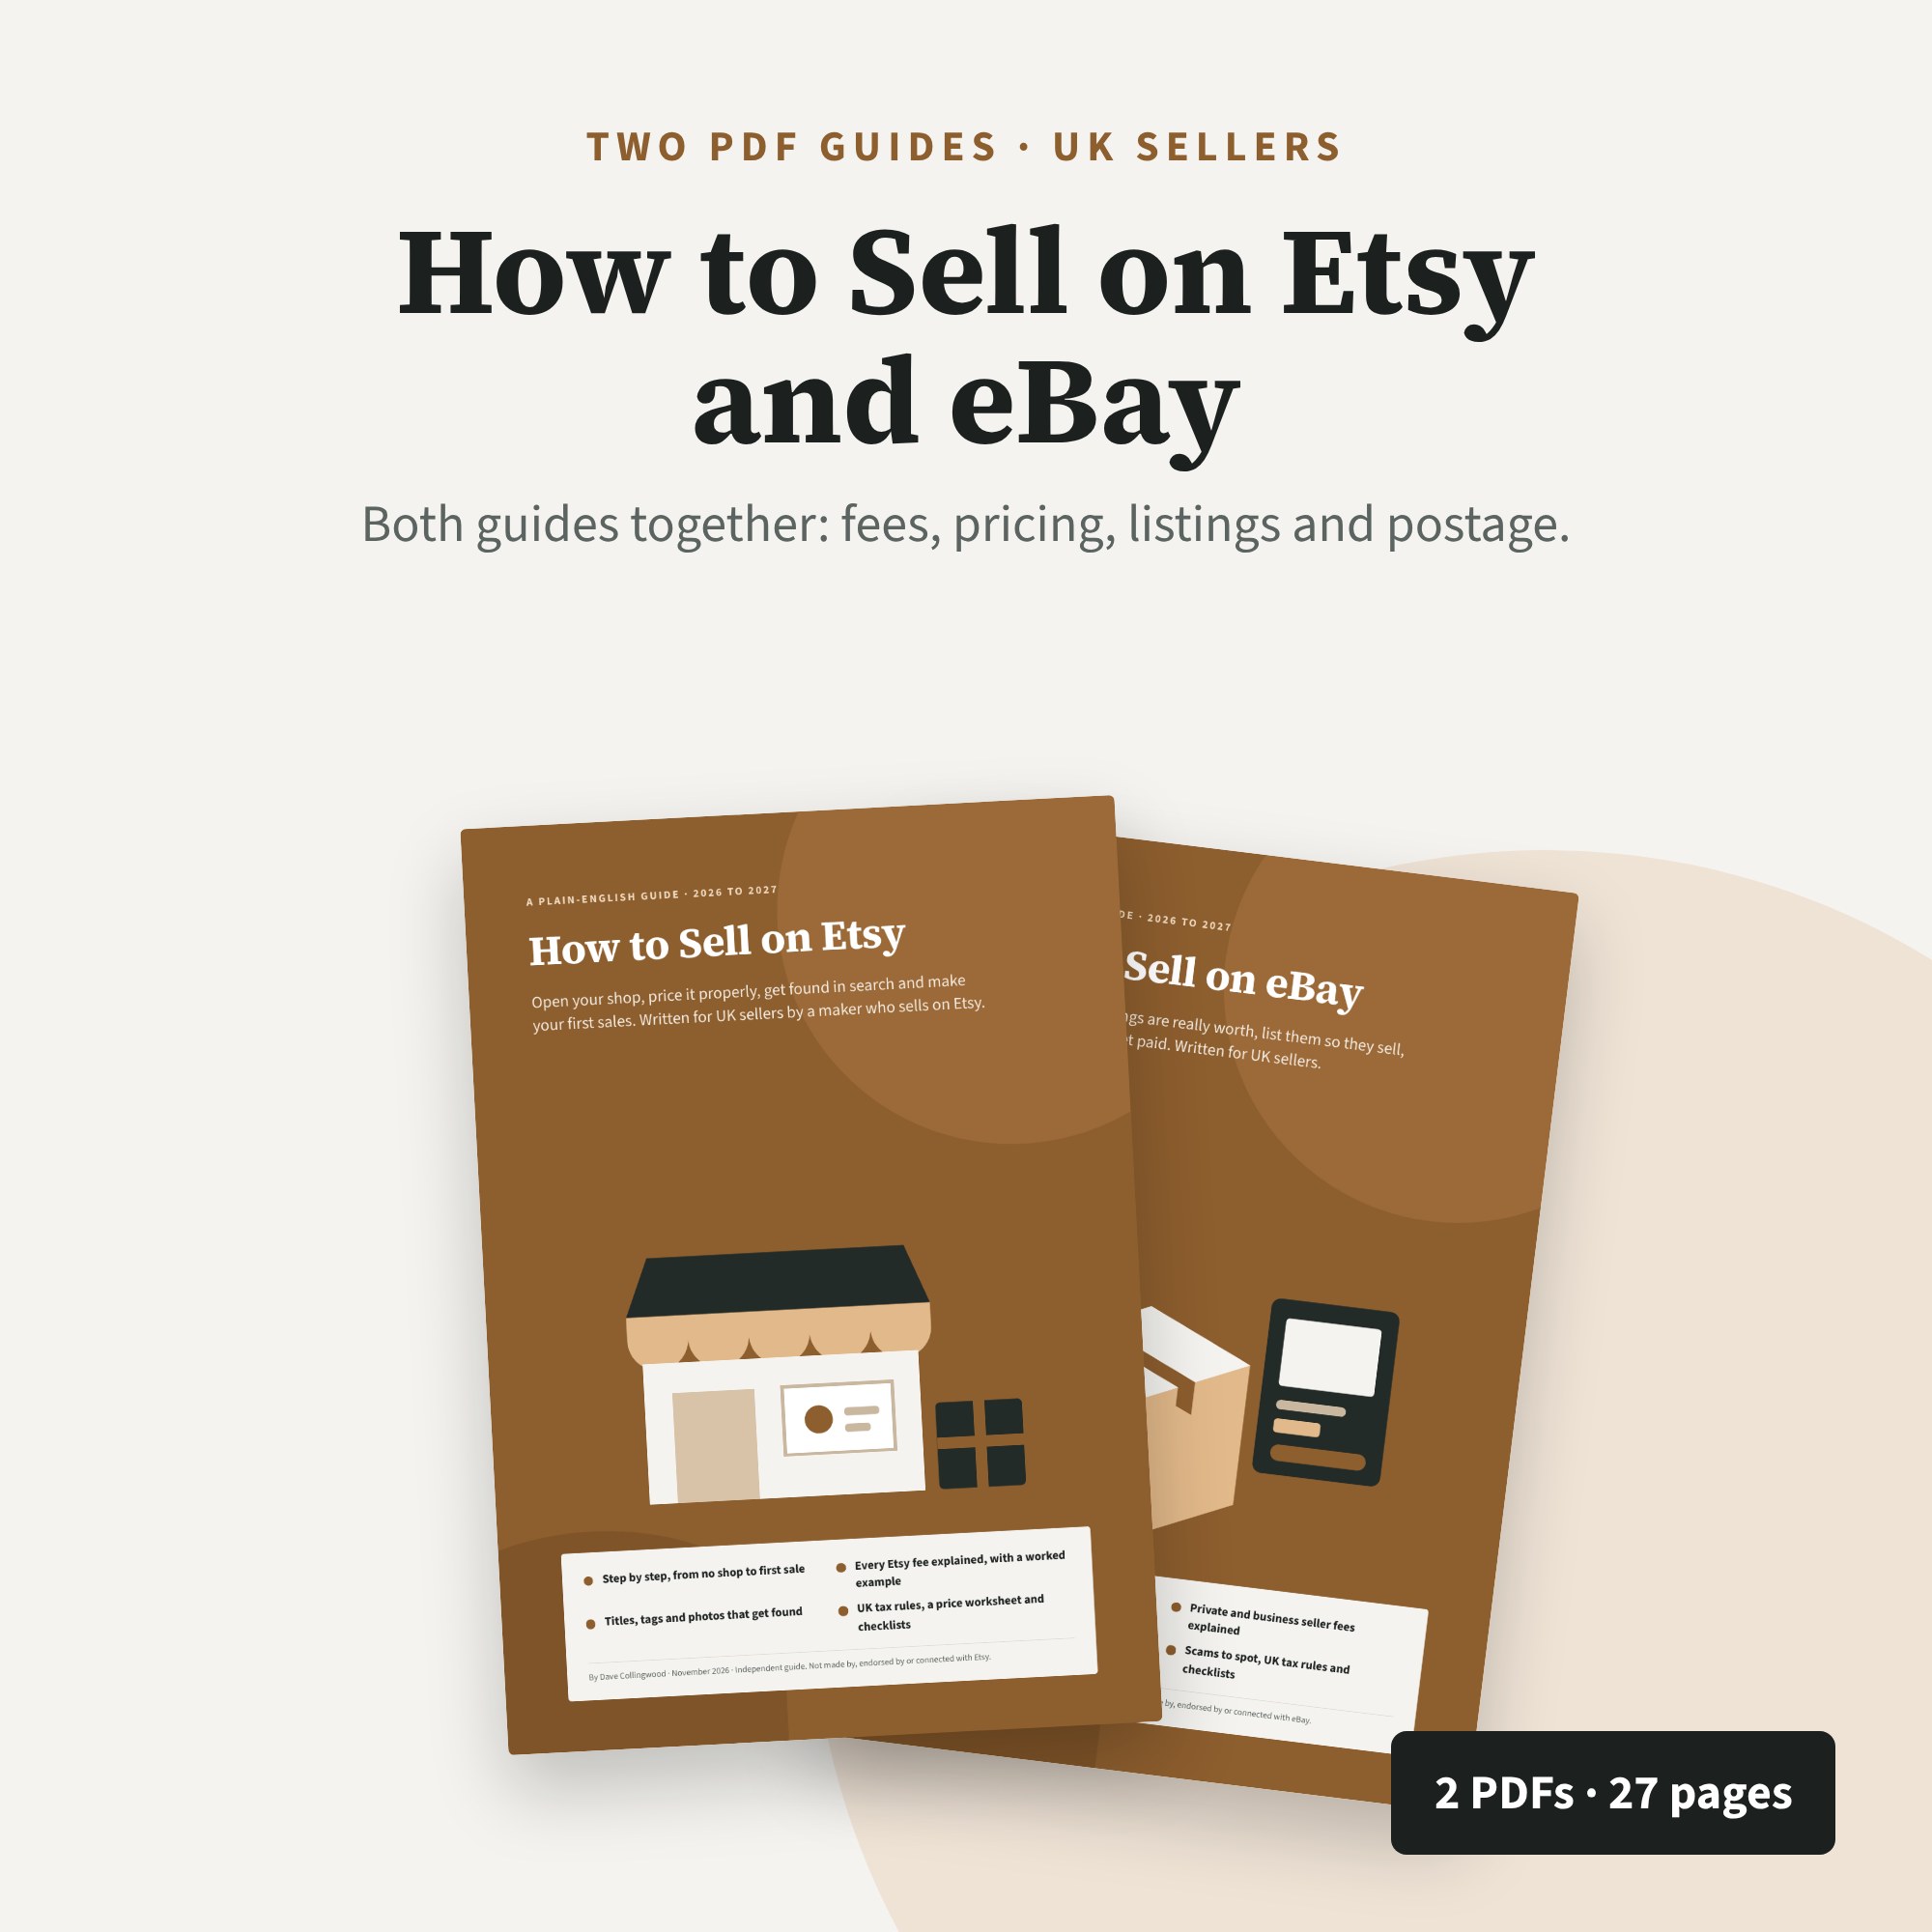 TWO PDF GUIDES · UK SELLERS
How to Sell on Etsy
and eBay
Both guides together: fees, pricing, listings and postage.
A PLAIN-ENGLISH GUIDE · 2026 TO 2027
How to Sell on Etsy
Open your shop, price it properly, get found in search and make
your first sales. Written for UK sellers by a maker who sells on Etsy.
Step by step, from no shop to first sale
Every Etsy fee explained, with a worked
example
Titles, tags and photos that get found
UK tax rules, a price worksheet and
checklists
By Dave Collingwood · November 2026 · Independent guide. Not made by, endorsed by or connected with Etsy.
· 2026 TO 2027
Sell on eBay
are really worth, list them so they sell,
paid. Written for UK sellers.
Private and business seller fees
explained
Scams to spot, UK tax rules and
checklists
by, endorsed by or connected with eBay.
2 PDFs · 27 pages